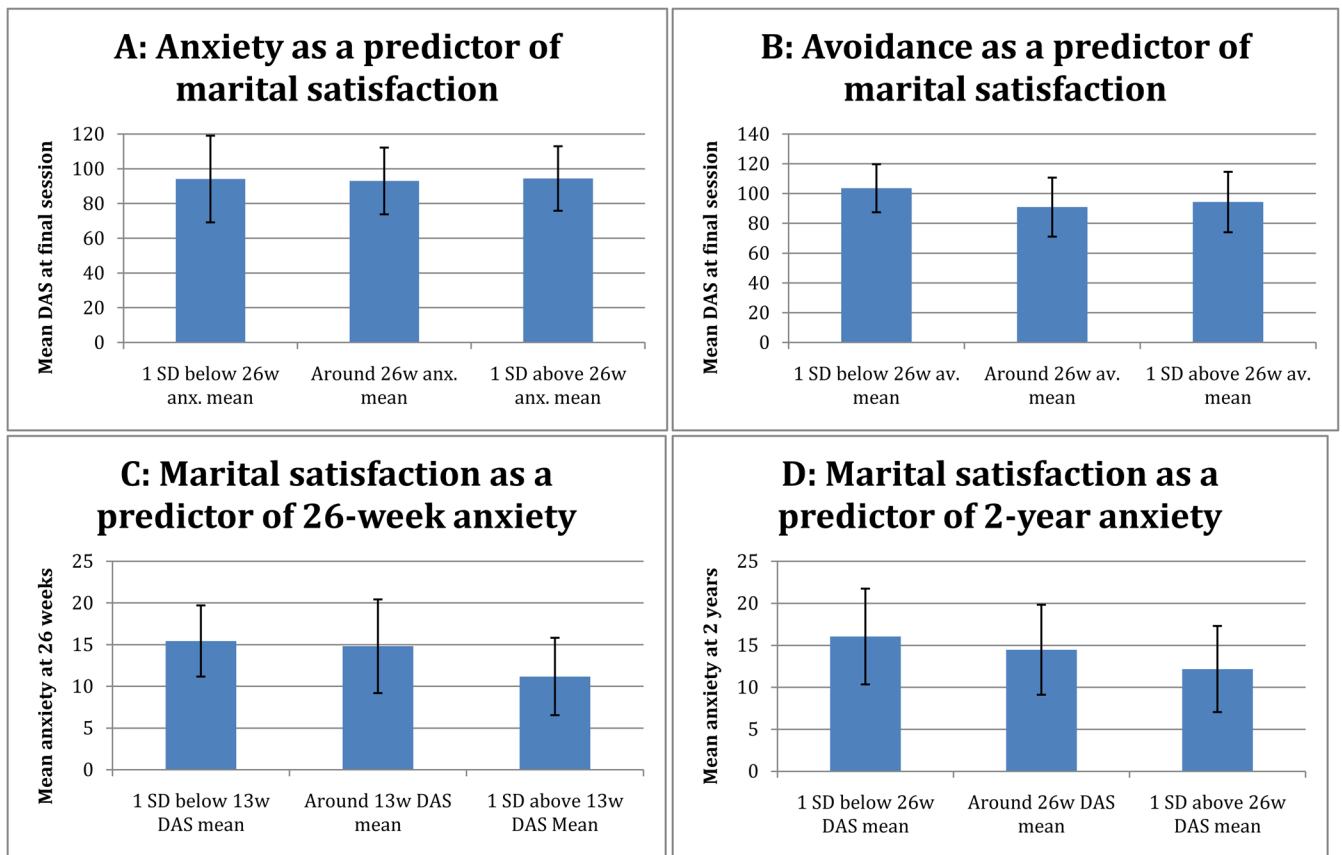 A: Anxiety as a predictor of
marital satisfaction
Mean DAS at final session
120
100
80
60
40
20
0
1 SD below 26w
anx. mean
Around 26w anx.
mean
1 SD above 26w
anx. mean
B: Avoidance as a predictor of
marital satisfaction
Mean DAS at final session
140
120
100
80
60
40
20
0
1 SD below 26w av.
mean
Around 26w av.
mean
1 SD above 26w av.
mean
C: Marital satisfaction as a
predictor of 26-week anxiety
Mean anxiety at 26 weeks
25
20
15
10
5
0
1 SD below 13w
DAS mean
Around 13w DAS
mean
1 SD above 13w
DAS Mean
D: Marital satisfaction as a
predictor of 2-year anxiety
Mean anxiety at 2 years
25
20
15
10
5
0
1 SD below 26w
DAS mean
Around 26w DAS
mean
1 SD above 26w
DAS mean